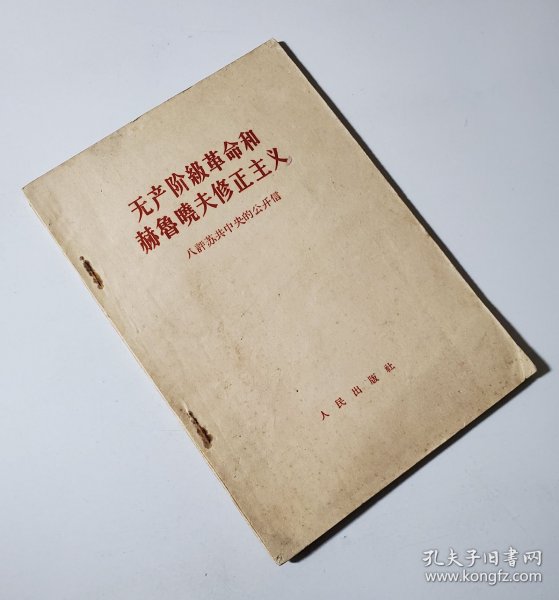 无产阶級革命和
赫魯曉夫修正主义
八評苏共中央的公开信
人民出版社
孔夫子旧书网
www.kongfz.com